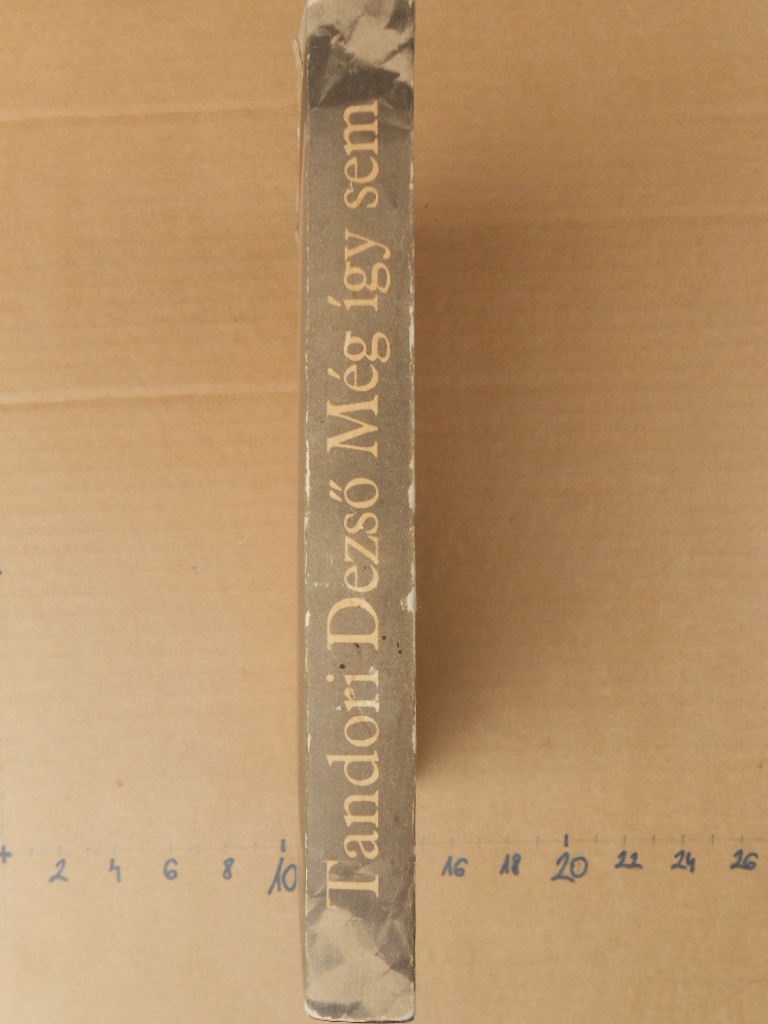 Tandori Dezső Még így sem
2 4 6 8 10 16 18 20 22 24 26